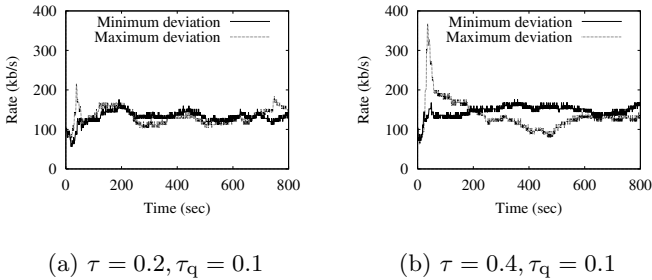 400
300
200
100
0
Rate (kb/s)
Minimum deviation
Maximum deviation
0 200 400 600 800
Time (sec)
(a) τ = 0.2, τq = 0.1
400
300
200
100
0
Rate (kb/s)
Minimum deviation
Maximum deviation
0 200 400 600 800
Time (sec)
(b) τ = 0.4, τq = 0.1